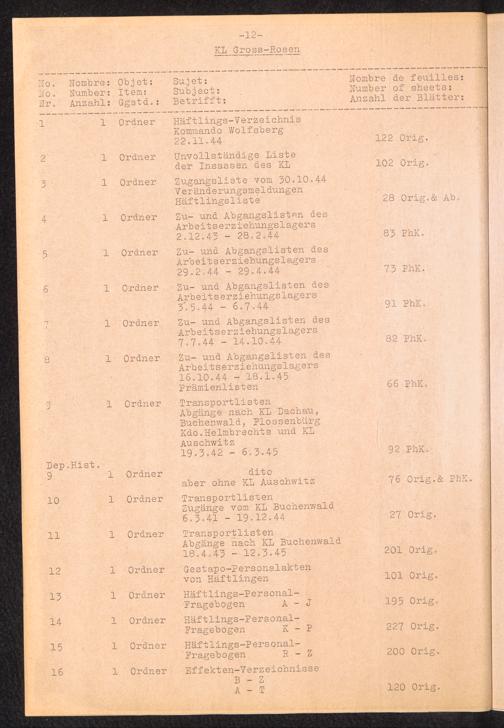 -12-
KL Gross-Rosen
No. Nombre: Objet: Sujet: Nombre de feuilles:
No. Number: Item: Subject: Number of sheets:
Nr. Anzahl: Ggstd.: Betrifft: Anzahl der Blätter:
1 1 Ordner Häftlings-Verzeichnis
Kommando Wolfsberg
22.11.44 122 Orig.
2 1 Ordner Unvollständige Liste
der Insassen des KL 102 Orig.
3 1 Ordner Zugangsliste vom 30.10.44
Veränderungsmeldungen
Häftlingsliste 28 Orig.& Ab.
4 1 Ordner Zu- und Abgangslisten des
Arbeitserziehungslagers
2.12.43 - 28.2.44 83 PhK.
5 1 Ordner Zu- und Abgangslisten des
Arbeitserziehungslagers
29.2.44 - 29.4.44 73 PhK.
6 1 Ordner Zu- und Abgangslisten des
Arbeitserziehungslagers
3.5.44 - 6.7.44 91 PhK.
7 1 Ordner Zu- und Abgangslisten des
Arbeitserziehungslagers
7.7.44 - 14.10.44 82 PhK.
8 1 Ordner Zu- und Abgangslisten des
Arbeitserziehungslagers
16.10.44 - 18.1.45
Prämienlisten 66 PhK.
9 1 Ordner Transportlisten
Abgänge nach KL Dachau,
Buchenwald, Flossenbürg
Kdo.Helmbrechts und KL
Auschwitz
19.3.42 - 6.3.45 92 PhK.
Dep.Hist.
9 1 Ordner dito
aber ohne KL Auschwitz 76 Orig.& PhK.
10 1 Ordner Transportlisten
Zugänge vom KL Buchenwald
6.3.41 - 19.12.44 27 Orig.
11 1 Ordner Transportlisten
Abgänge nach KL Buchenwald
18.4.43 - 12.3.45 201 Orig.
12 1 Ordner Gestapo-Personalakten
von Häftlingen 101 Orig.
13 1 Ordner Häftlings-Personal-
Fragebogen A - J 195 Orig.
14 1 Ordner Häftlings-Personal-
Fragebogen K - P 227 Orig.
15 1 Ordner Häftlings-Personal-
Fragebogen R - Z 200 Orig.
16 1 Ordner Effekten-Verzeichnisse
B - Z
A - T 120 Orig.